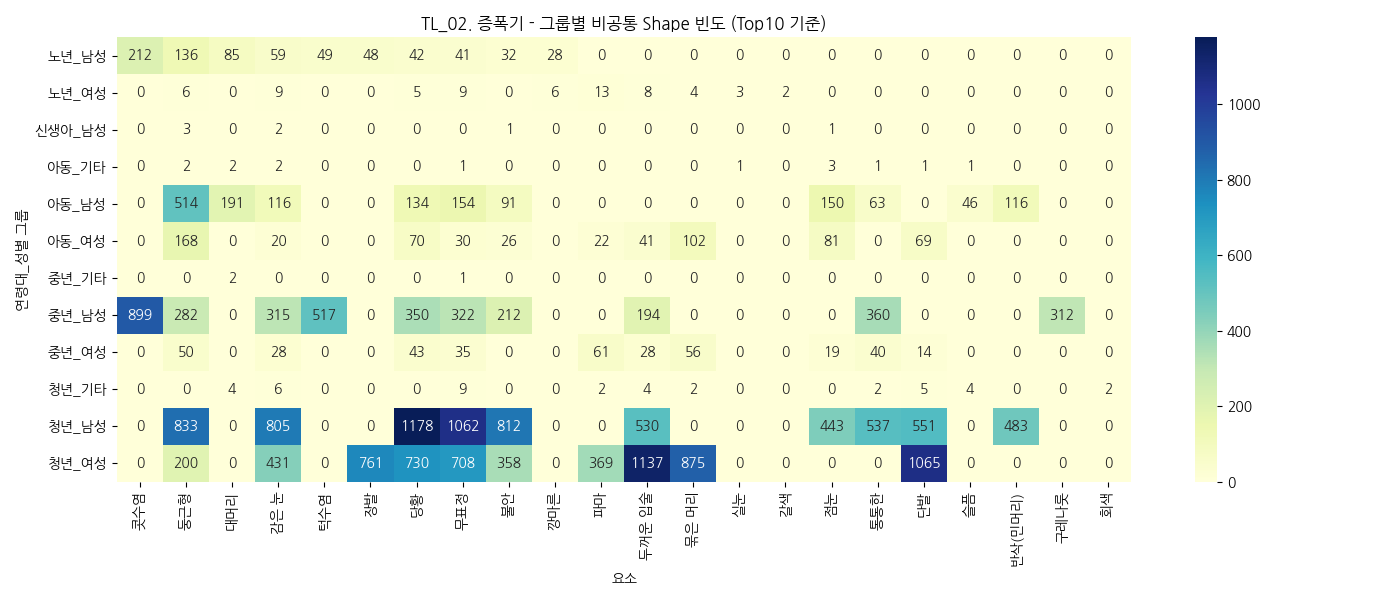 TL_02. 증폭기 - 그룹별 비공통 Shape 빈도 (Top10 기준)
연령대_성별 그룹
노년_남성 212 136 85 59 49 48 42 41 32 28 0 0 0 0 0 0 0 0 0 0 0 0
노년_여성 0 6 0 9 0 0 5 9 0 6 13 8 4 3 2 0 0 0 0 0 0 0
신생아_남성 0 3 0 2 0 0 0 0 1 0 0 0 0 0 0 1 0 0 0 0 0 0
아동_기타 0 2 2 2 0 0 0 1 0 0 0 0 0 1 0 3 1 1 1 0 0 0
아동_남성 0 514 191 116 0 0 134 154 91 0 0 0 0 0 0 150 63 0 46 116 0 0
아동_여성 0 168 0 20 0 0 70 30 26 0 22 41 102 0 0 81 0 69 0 0 0 0
중년_기타 0 0 2 0 0 0 0 1 0 0 0 0 0 0 0 0 0 0 0 0 0 0
중년_남성 899 282 0 315 517 0 350 322 212 0 0 194 0 0 0 0 360 0 0 0 312 0
중년_여성 0 50 0 28 0 0 43 35 0 0 61 28 56 0 0 19 40 14 0 0 0 0
청년_기타 0 0 4 6 0 0 0 9 0 0 2 4 2 0 0 0 2 5 4 0 0 2
청년_남성 0 833 0 805 0 0 1178 1062 812 0 0 530 0 0 0 443 537 551 0 483 0 0
청년_여성 0 200 0 431 0 761 730 708 358 0 369 1137 875 0 0 0 0 1065 0 0 0 0
콧수염 둥근형 대머리 감은 눈 턱수염 장발 당황 무표정 불안 깡마른 파마 두꺼운 입술 묶은 머리 실눈 갈색 점눈 통통한 단발 슬픔 반삭(민머리) 구레나룻 회색
요소
1000
800
600
400
200
0